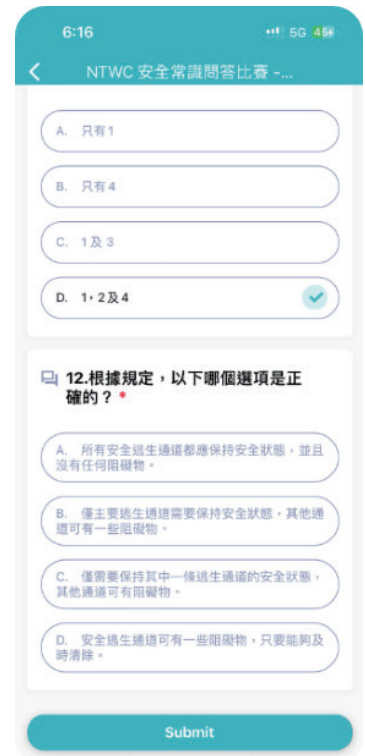 6:16
5G 45
NTWC 安全常識問答比賽 -...
A. 只有1
B. 只有4
C. 1及3
D. 1，2及4
12.根據規定，以下哪個選項是正
確的？*
A. 所有安全逃生通道都應保持安全狀態，並且
沒有任何阻礙物。
B. 僅主要逃生通道需要保持安全狀態，其他通
道可有一些阻礙物。
C. 僅需要保持其中一條逃生通道的安全狀態，
其他通道可有阻礙物。
D. 安全逃生通道可有一些阻礙物，只要能夠及
時清除。
Submit